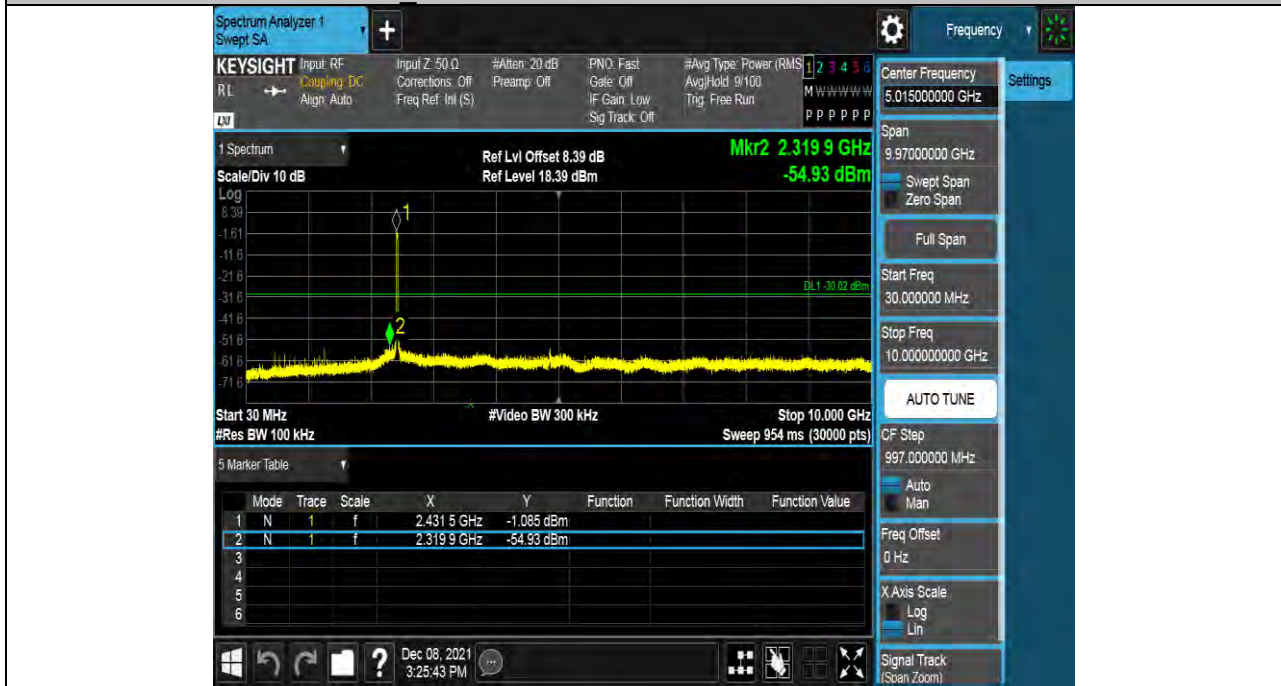 Spectrum Analyzer 1
Swept SA
+
Frequency
KEYSIGHT
RL
LXI
Input: RF
Coupling: DC
Align: Auto
Input Z: 50 Ω
Corrections: Off
Freq Ref: Int (S)
#Atten: 20 dB
Preamp: Off
PNO: Fast
Gate: Off
IF Gain: Low
Sig Track: Off
#Avg Type: Power (RMS
Avg|Hold: 9/100
Trig: Free Run
1 2 3 4 5 6
M W W W W W
P P P P P P
1 Spectrum
Scale/Div 10 dB
Ref Lvl Offset 8.39 dB
Ref Level 18.39 dBm
Mkr2 2.319 9 GHz
-54.93 dBm
Log
8.39
-1.61
-11.6
-21.6
-31.6
-41.6
-51.6
-61.6
-71.6
1
2
DL1 -30.02 dBm
Start 30 MHz
#Res BW 100 kHz
#Video BW 300 kHz
Stop 10.000 GHz
Sweep 954 ms (30000 pts)
5 Marker Table
Mode Trace Scale X Y Function Function Width Function Value
1 N 1 f 2.431 5 GHz -1.085 dBm
2 N 1 f 2.319 9 GHz -54.93 dBm
3
4
5
6
?
Dec 08, 2021
3:25:43 PM
Center Frequency
5.015000000 GHz
Settings
Span
9.97000000 GHz
Swept Span
Zero Span
Full Span
Start Freq
30.000000 MHz
Stop Freq
10.000000000 GHz
AUTO TUNE
CF Step
997.000000 MHz
Auto
Man
Freq Offset
0 Hz
X Axis Scale
Log
Lin
Signal Track
(Span Zoom)